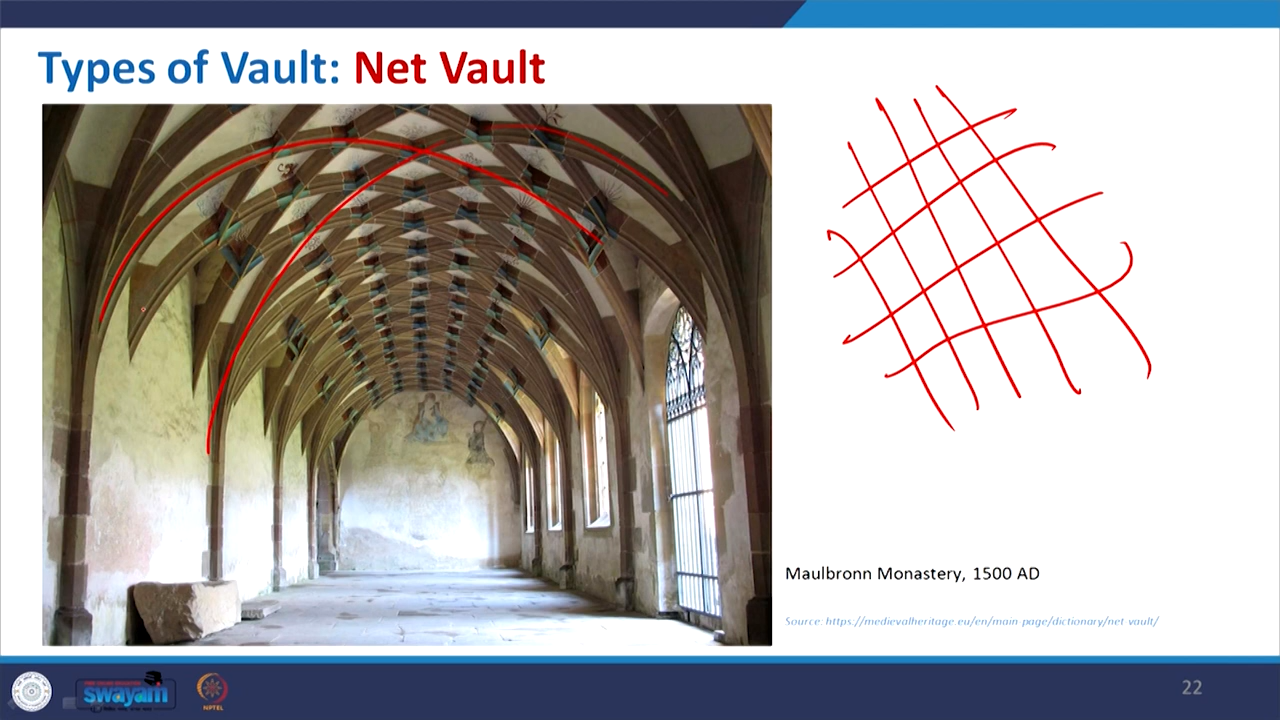 Types of Vault: Net Vault
Maulbronn Monastery, 1500 AD
Source: https://medievalheritage.eu/en/main page/dictionary/net vault/
swayam
NPTEL
22